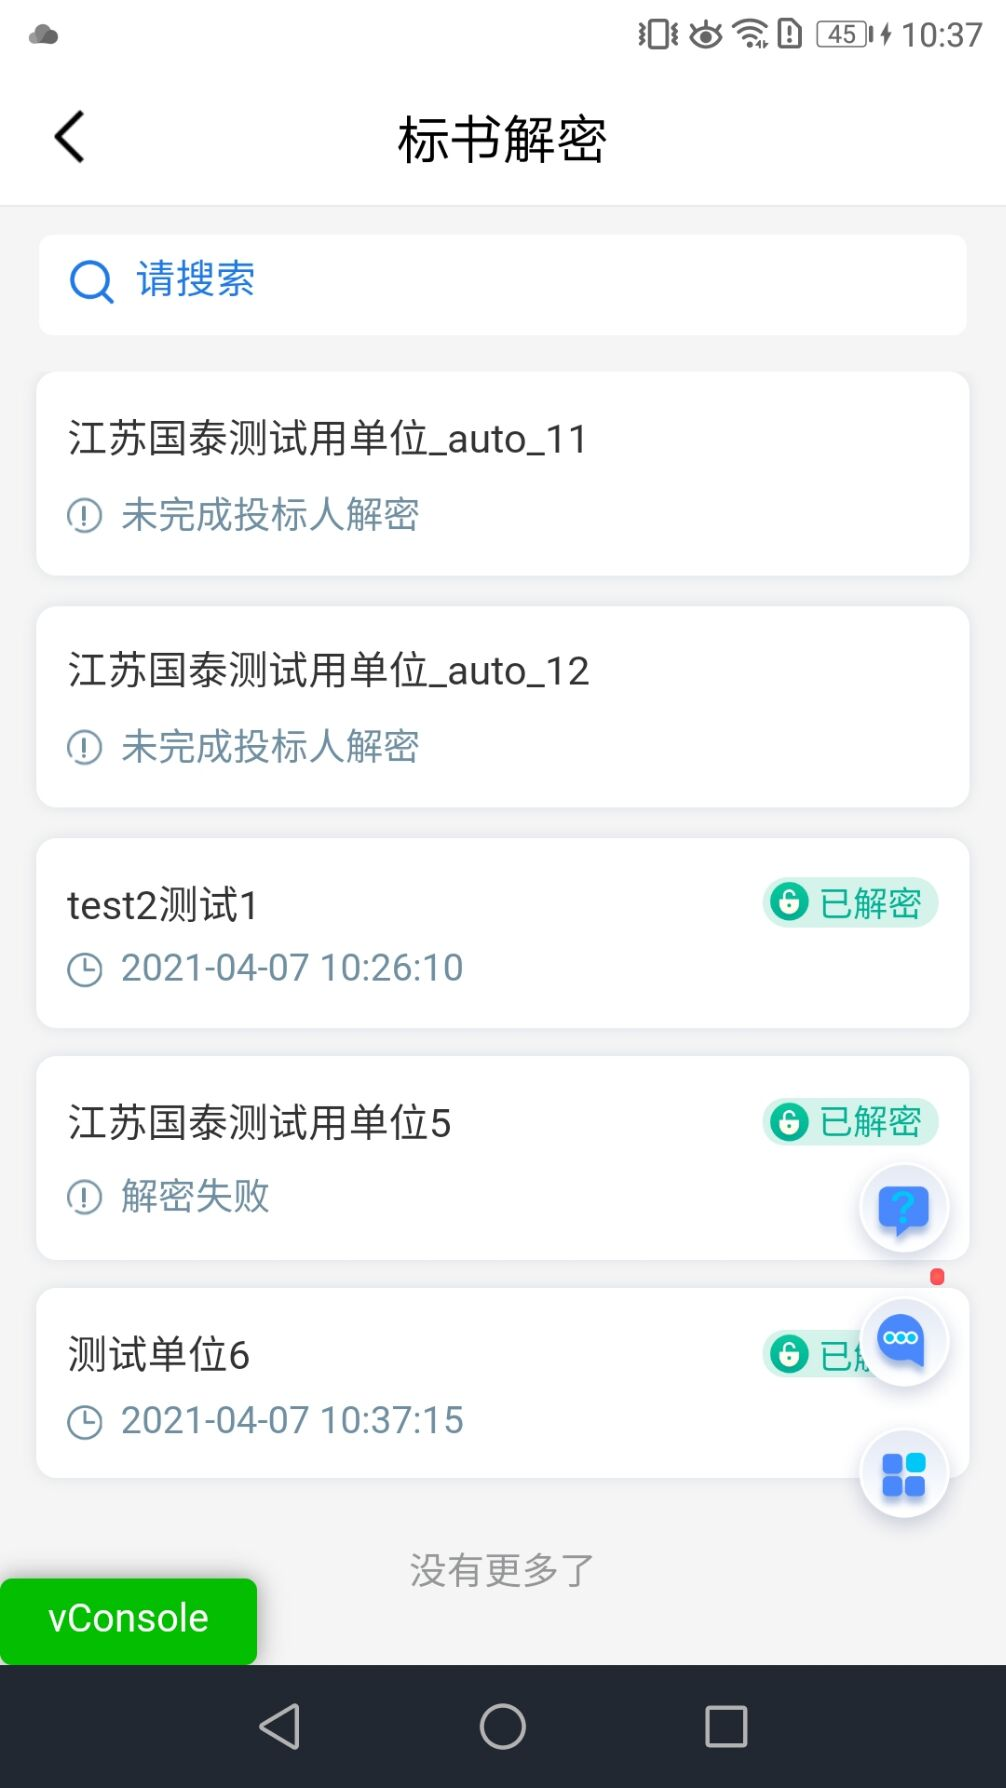 45 10:37
标书解密
请搜索
江苏国泰测试用单位_auto_11
未完成投标人解密
江苏国泰测试用单位_auto_12
未完成投标人解密
test2测试1 已解密
2021-04-07 10:26:10
江苏国泰测试用单位5 已解密
解密失败
测试单位6 已
2021-04-07 10:37:15
没有更多了
vConsole